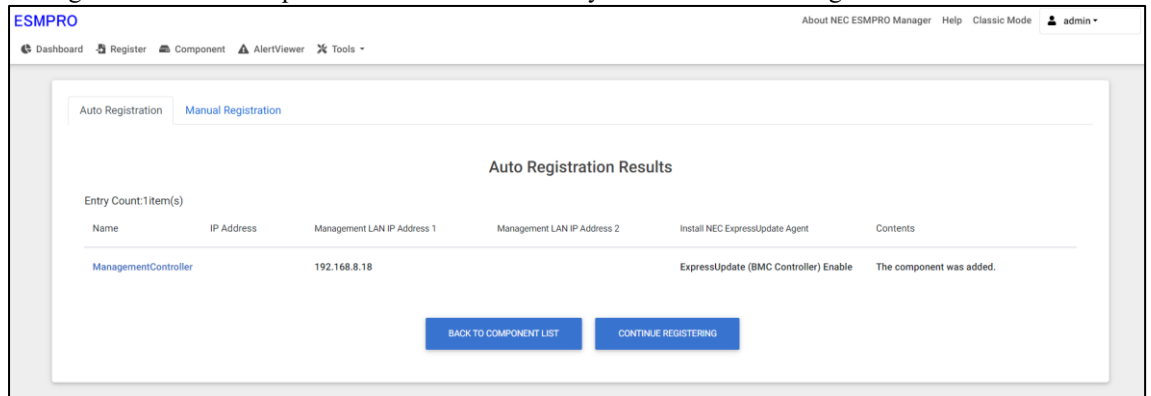 ESMPRO
About NEC ESMPRO Manager Help Classic Mode admin
Dashboard Register Component AlertViewer Tools
Auto Registration Manual Registration
Auto Registration Results
Entry Count:1item(s)
Name IP Address Management LAN IP Address 1 Management LAN IP Address 2 Install NEC ExpressUpdate Agent Contents
ManagementController 192.168.8.18 ExpressUpdate (BMC Controller) Enable The component was added.
BACK TO COMPONENT LIST CONTINUE REGISTERING